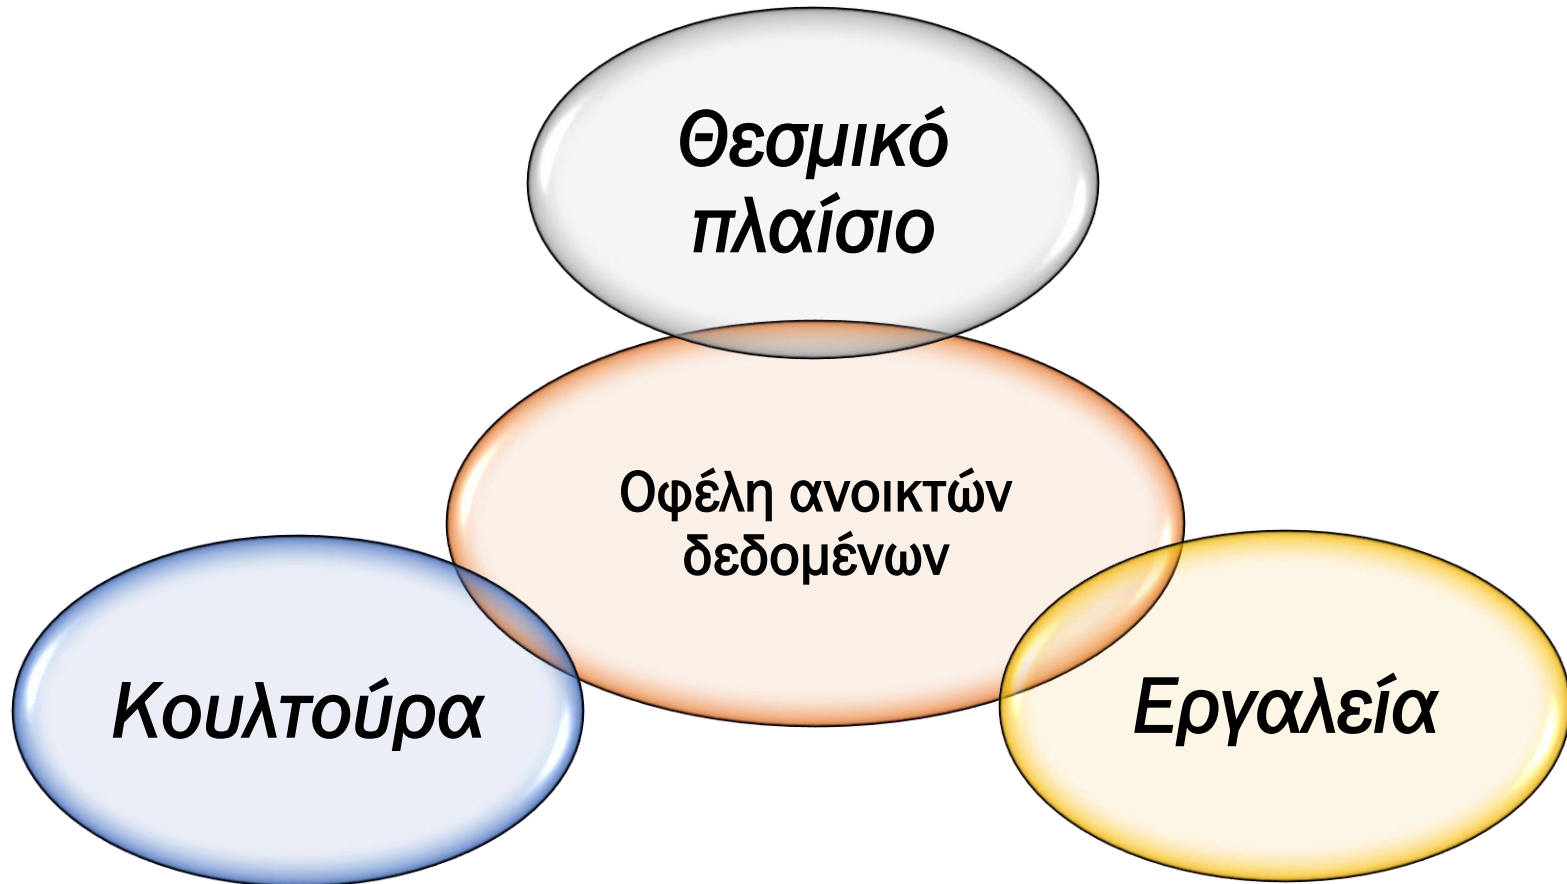 Θεσμικό
πλαίσιο
Οφέλη ανοικτών
δεδομένων
Κουλτούρα
Εργαλεία